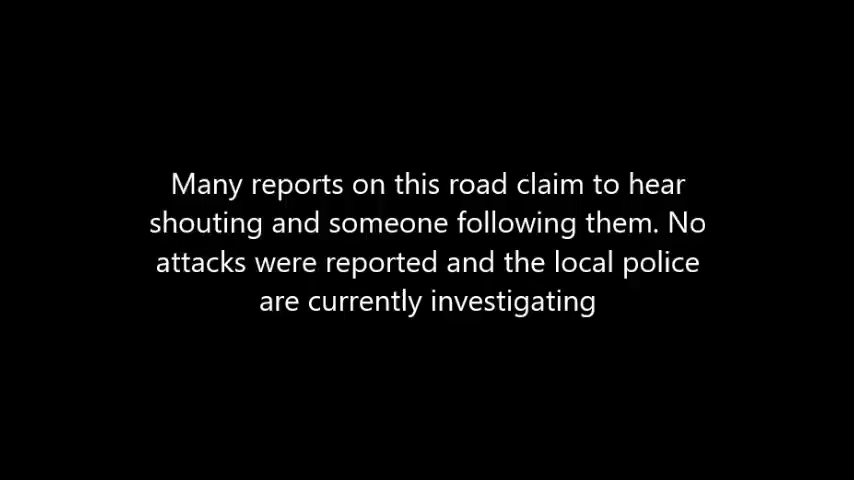 Many reports on this road claim to hear
shouting and someone following them. No
attacks were reported and the local police
are currently investigating